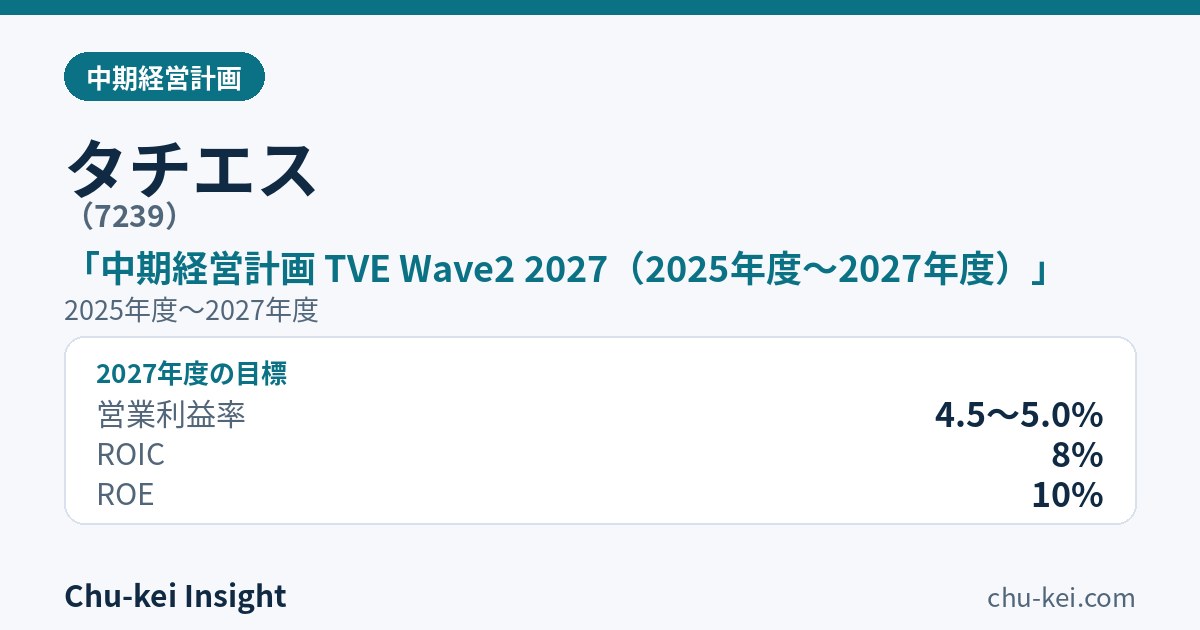 中期経営計画
タチエス
（7239）
「中期経営計画 TVE Wave2 2027（2025年度～2027年度）」
2025年度～2027年度
2027年度の目標
営業利益率 4.5～5.0%
ROIC 8%
ROE 10%
Chu-kei Insight chu-kei.com